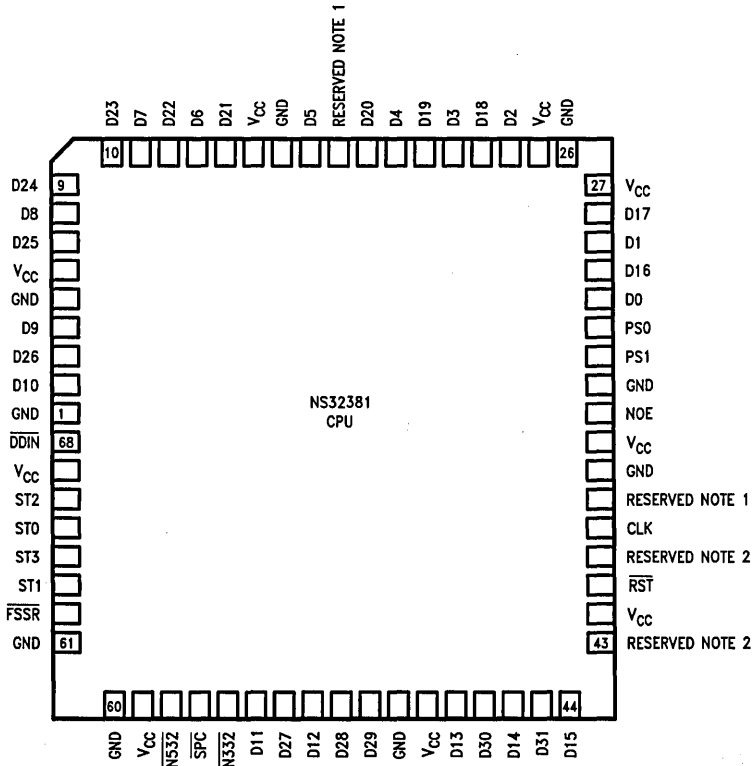 D23 D7 D22 D6 D21 VCC GND D5 RESERVED NOTE 1 D20 D4 D19 D3 D18 D2 VCC GND
10 26
D24 9 27 VCC
D8 D17
D25 D1
VCC D16
GND D0
D9 PS0
D26 PS1
D10 GND
GND 1 NOE
DDIN 68 VCC
VCC GND
ST2 RESERVED NOTE 1
ST0 CLK
ST3 RESERVED NOTE 2
ST1 RST
FSSR VCC
GND 61 43 RESERVED NOTE 2
NS32381
CPU
60 44
GND VCC N532 SPC N332 D11 D27 D12 D28 D29 GND VCC D13 D30 D14 D31 D15